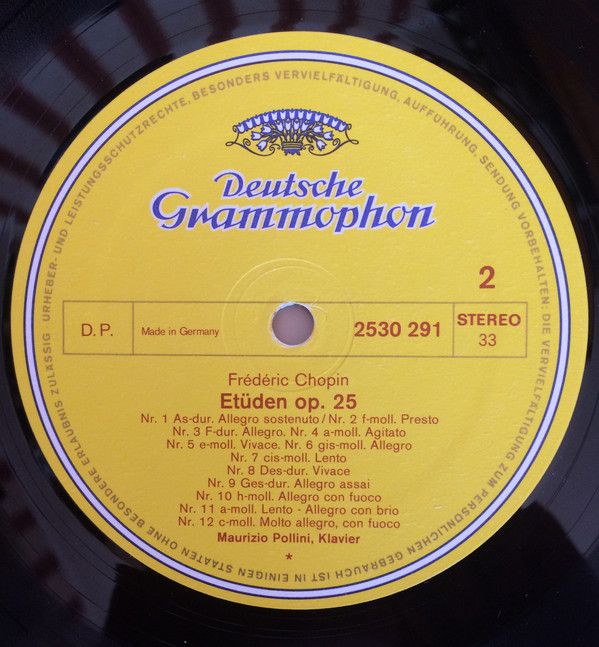 Deutsche
Grammophon
2
D.P.
Made in Germany
2530 291
STEREO
33
Frédéric Chopin
Etüden op. 25
Nr. 1 As-dur. Allegro sostenuto / Nr. 2 f-moll. Presto
Nr. 3 F-dur. Allegro. Nr. 4 a-moll. Agitato
Nr. 5 e-moll. Vivace. Nr. 6 gis-moll. Allegro
Nr. 7 cis-moll. Lento
Nr. 8 Des-dur. Vivace
Nr. 9 Ges-dur. Allegro assai
Nr. 10 h-moll. Allegro con fuoco
Nr. 11 a-moll. Lento - Allegro con brio
Nr. 12 c-moll. Molto allegro, con fuoco
Maurizio Pollini, Klavier
*
URHEBER- UND LEISTUNGSSCHUTZRECHTE, BESONDERS VERVIELFÄLTIGUNG, AUFFÜHRUNG, SENDUNG VORBEHALTEN: DIE VERVIELFÄLTIGUNG ZUM PERSÖNLICHEN GEBRAUCH IST IN EINIGEN STAATEN OHNE BESONDERE ERLAUBNIS ZULÄSSIG